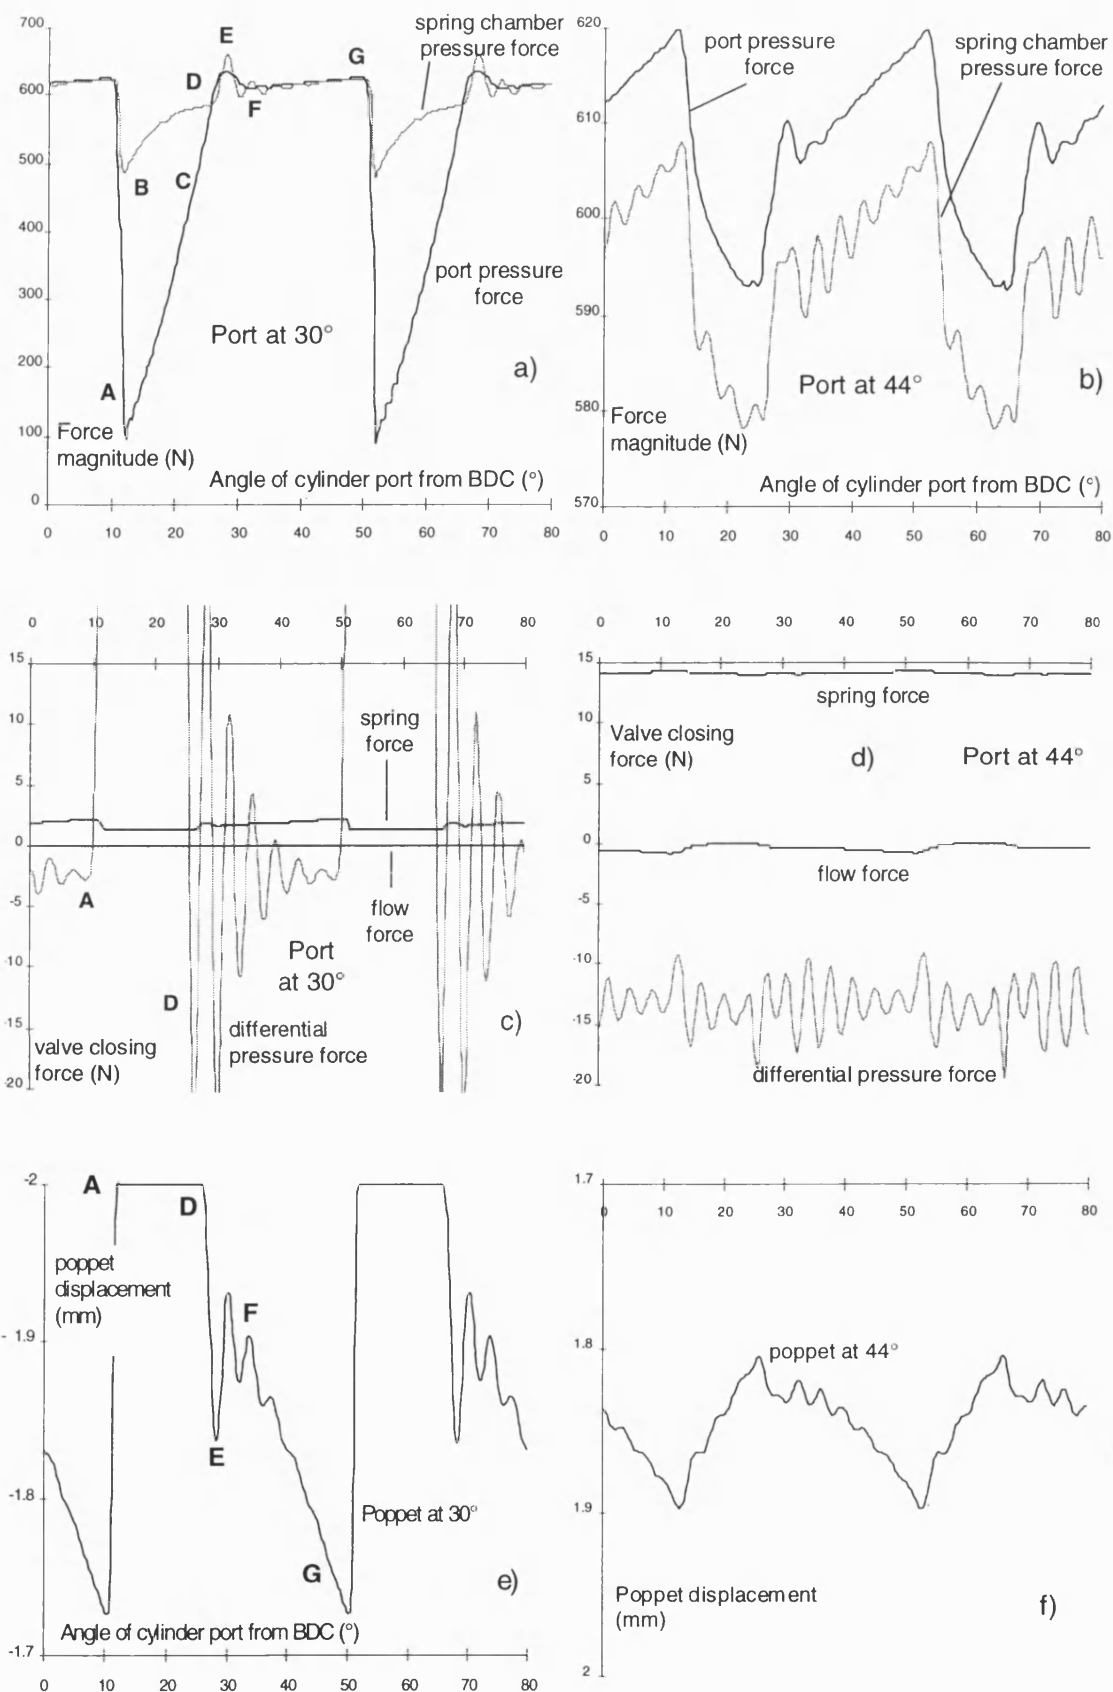 700
600
500
400
300
200
100
0
0 10 20 30 40 50 60 70 80
E
G
D
F
B
C
A
spring chamber
pressure force
port pressure
force
Port at 30°
a)
Force
magnitude (N)
Angle of cylinder port from BDC (°)
620
610
600
590
580
570
0 10 20 30 40 50 60 70 80
port pressure
force
spring chamber
pressure force
Port at 44°
b)
Force
magnitude (N)
Angle of cylinder port from BDC (°)
0 10 20 30 40 50 60 70 80
15
10
5
0
-5
-10
-15
-20
spring
force
A
flow
force
Port
at 30°
D
differential
pressure force
c)
valve closing
force (N)
0 10 20 30 40 50 60 70 80
15
10
5
0
-5
-10
-15
-20
spring force
Valve closing
force (N)
d)
Port at 44°
flow force
differential pressure force
-2
- 1.9
-1.8
-1.7
A
D
poppet
displacement
(mm)
F
E
Poppet at 30°
G
e)
Angle of cylinder port from BDC (°)
0 10 20 30 40 50 60 70 80
1.7
1.8
1.9
2
0 10 20 30 40 50 60 70 80
poppet at 44°
Poppet displacement
(mm)
f)